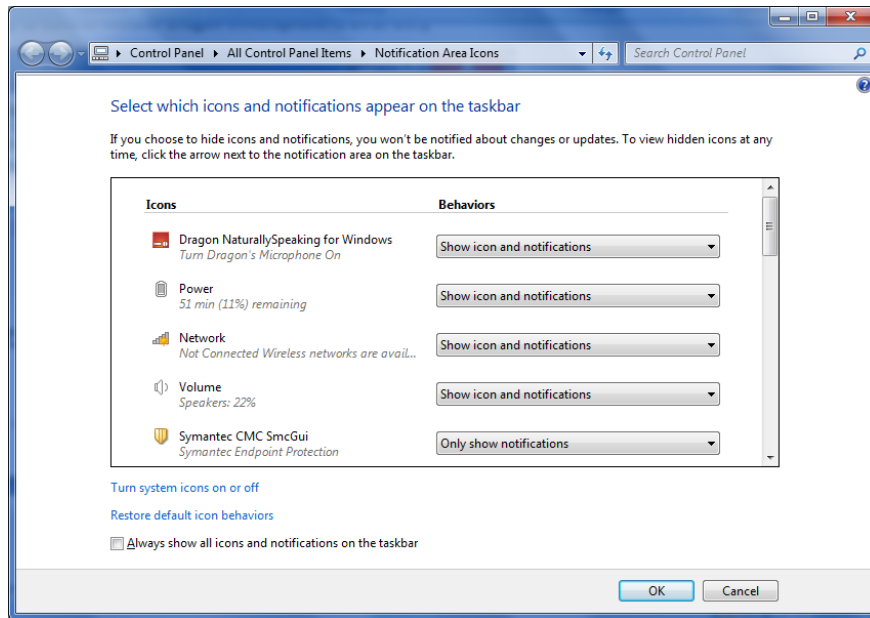 Control Panel ▸ All Control Panel Items ▸ Notification Area Icons
Search Control Panel
Select which icons and notifications appear on the taskbar
If you choose to hide icons and notifications, you won't be notified about changes or updates. To view hidden icons at any
time, click the arrow next to the notification area on the taskbar.
Icons
Behaviors
Dragon NaturallySpeaking for Windows
Turn Dragon's Microphone On
Show icon and notifications
Power
51 min (11%) remaining
Show icon and notifications
Network
Not Connected Wireless networks are avail...
Show icon and notifications
Volume
Speakers: 22%
Show icon and notifications
Symantec CMC SmcGui
Symantec Endpoint Protection
Only show notifications
Turn system icons on or off
Restore default icon behaviors
Always show all icons and notifications on the taskbar
OK
Cancel